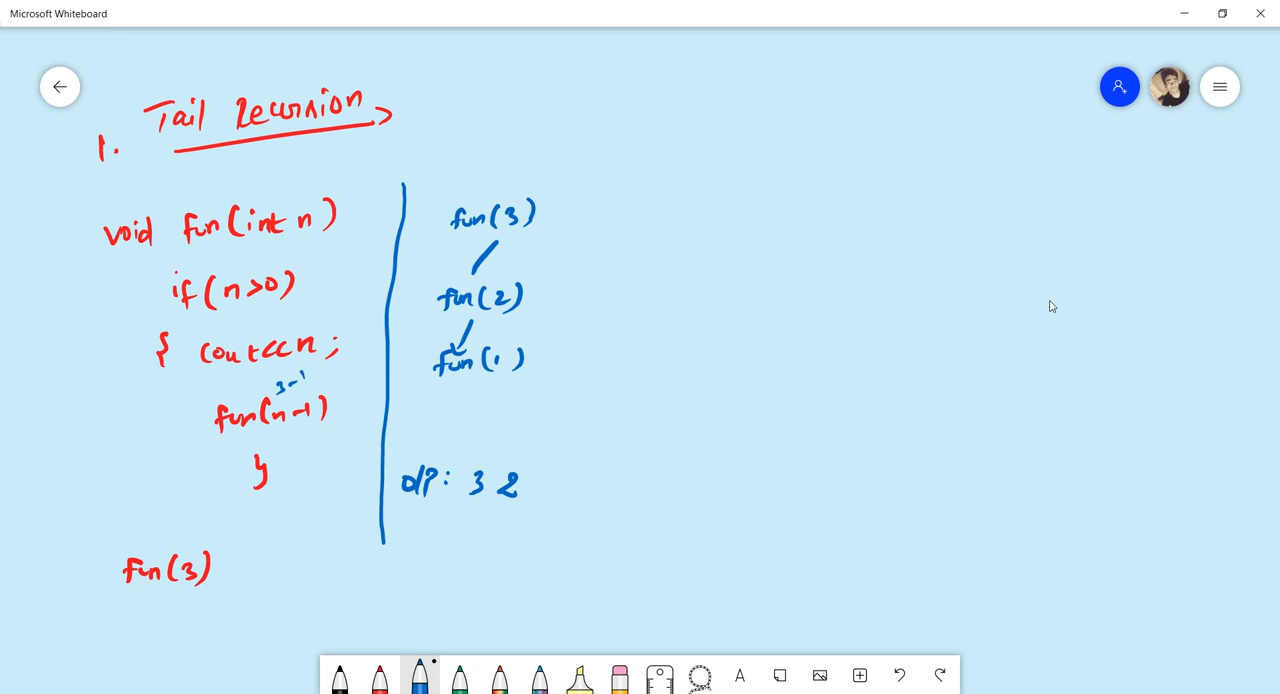 Microsoft Whiteboard
1. Tail Recursion
void fun(int n)
if(n>0)
{ cout<<n;
3-1
fun(n-1)
}
fun(3)
fun(3)
fun(2)
fun(1)
O/P: 3 2
A